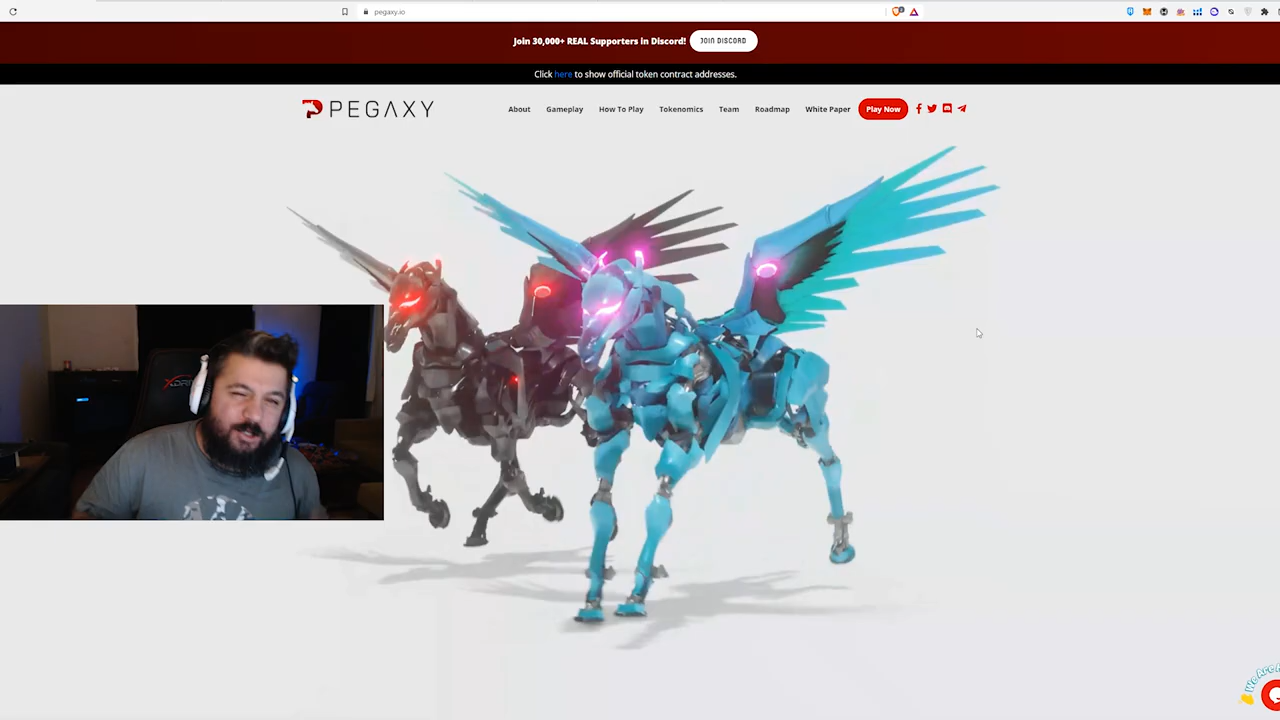 pegaxy.io
Join 30,000+ REAL Supporters in Discord! JOIN DISCORD
Click here to show official token contract addresses.
PEGAXY About Gameplay How To Play Tokenomics Team Roadmap White Paper Play Now